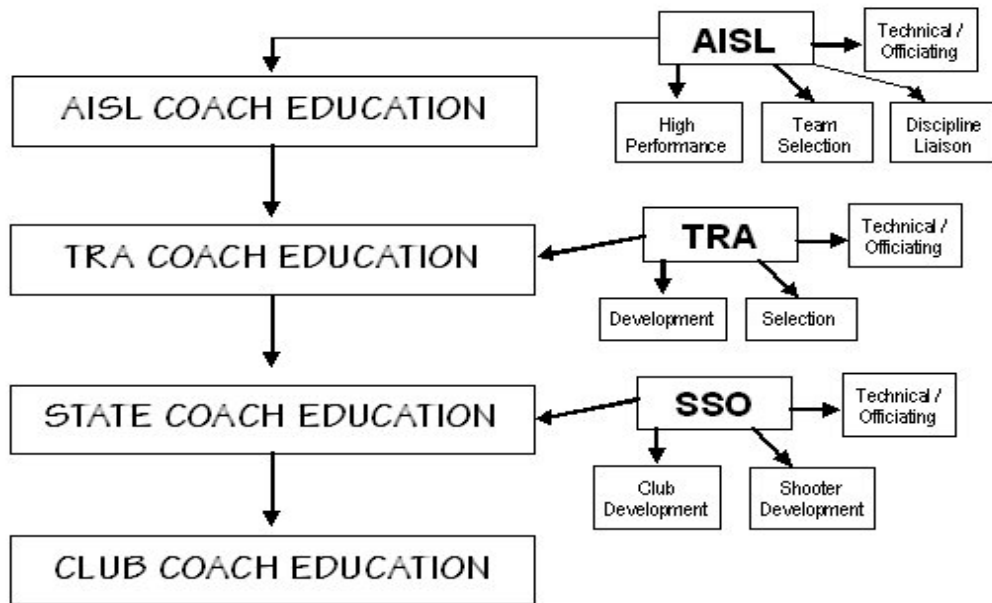 AISL
Technical /
Officiating
AISL COACH EDUCATION
High
Performance
Team
Selection
Discipline
Liaison
TRA COACH EDUCATION
TRA
Technical /
Officiating
Development
Selection
STATE COACH EDUCATION
SSO
Technical /
Officiating
Club
Development
Shooter
Development
CLUB COACH EDUCATION